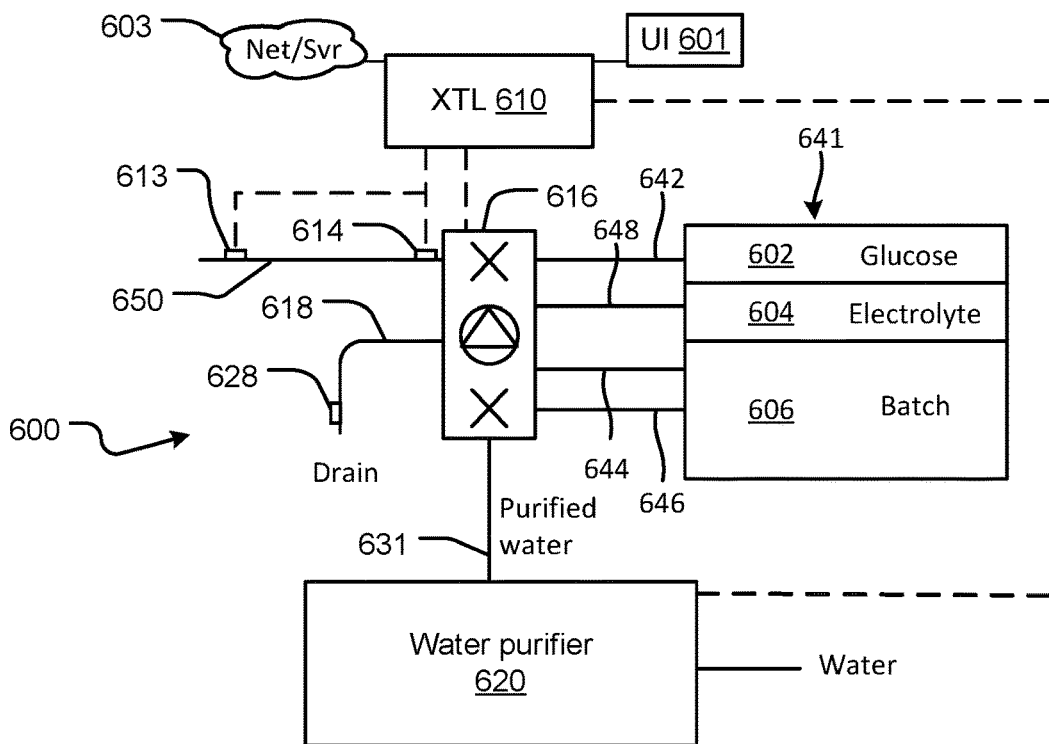 603
Net/Svr
UI 601
XTL 610
641
613
616
642
614
648
602 Glucose
650
618
604 Electrolyte
628
606 Batch
600
644
Drain
646
Purified
water
631
Water purifier
620
Water